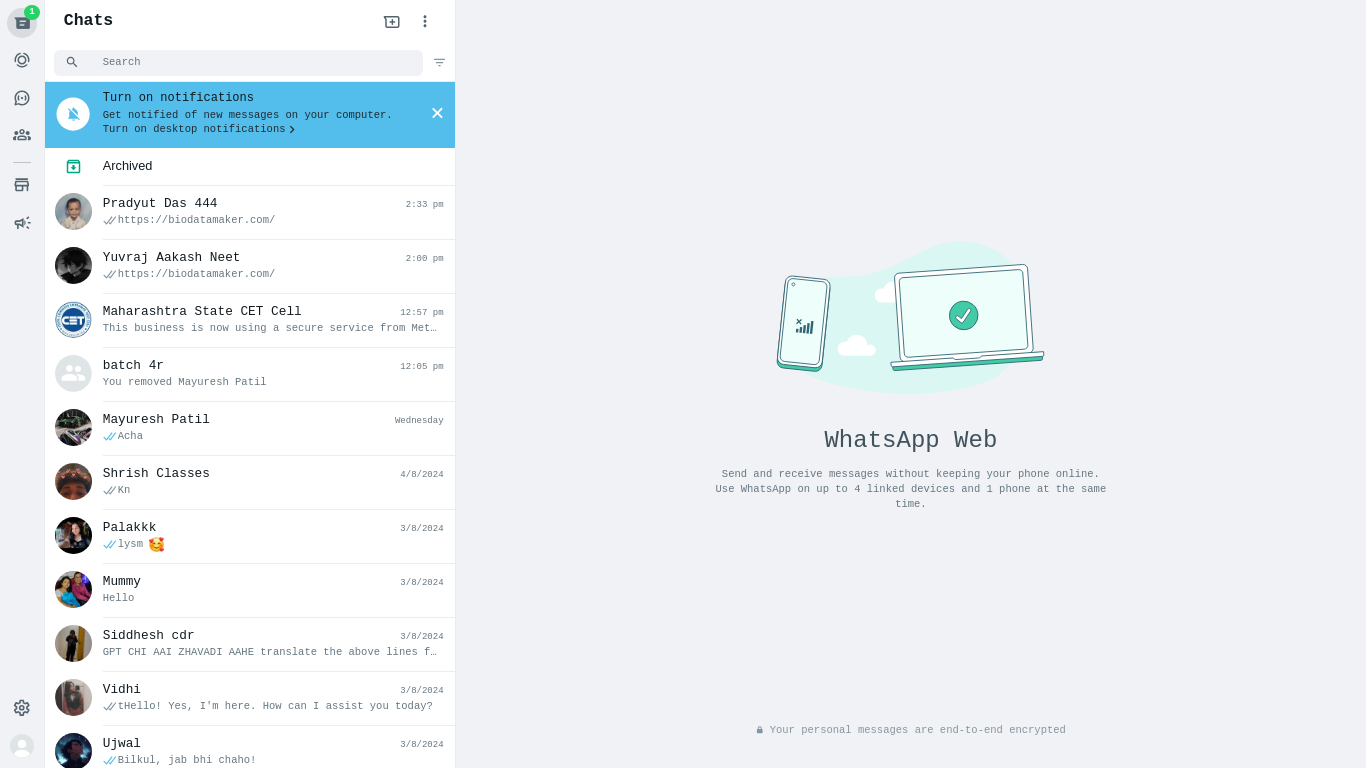 1
Chats
Search
Turn on notifications
Get notified of new messages on your computer.
Turn on desktop notifications
Archived
Pradyut Das 444
2:33 pm
https://biodatamaker.com/
Yuvraj Aakash Neet
2:00 pm
https://biodatamaker.com/
Maharashtra State CET Cell
12:57 pm
CET
This business is now using a secure service from Met…
batch 4r
12:05 pm
You removed Mayuresh Patil
Mayuresh Patil
Wednesday
Acha
Shrish Classes
4/8/2024
Kn
Palakkk
3/8/2024
lysm 🥰
Mummy
3/8/2024
Hello
Siddhesh cdr
3/8/2024
GPT CHI AAI ZHAVADI AAHE translate the above lines f…
Vidhi
3/8/2024
tHello! Yes, I'm here. How can I assist you today?
Ujwal
3/8/2024
Bilkul, jab bhi chaho!
WhatsApp Web
Send and receive messages without keeping your phone online.
Use WhatsApp on up to 4 linked devices and 1 phone at the same
time.
Your personal messages are end-to-end encrypted